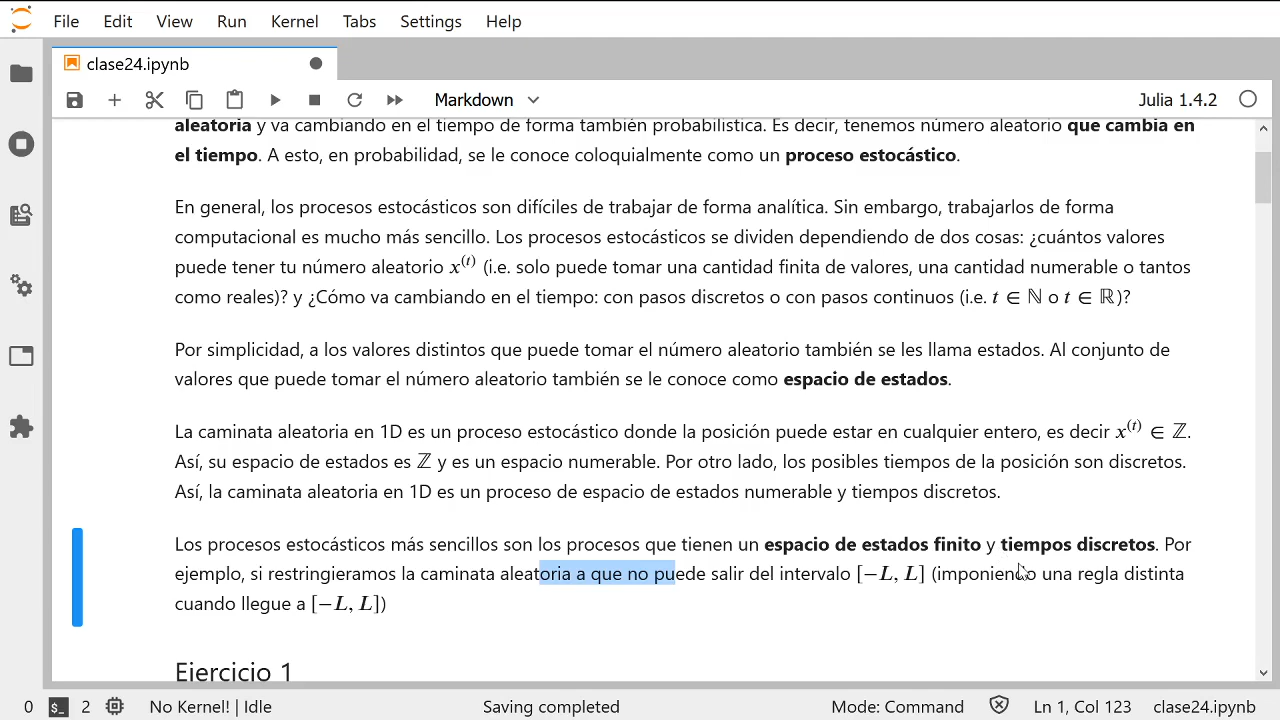 File Edit View Run Kernel Tabs Settings Help
clase24.ipynb
Markdown Julia 1.4.2
aleatoria y va cambiando en el tiempo de forma también probabilística. Es decir, tenemos número aleatorio que cambia en
el tiempo. A esto, en probabilidad, se le conoce coloquialmente como un proceso estocástico.
En general, los procesos estocásticos son difíciles de trabajar de forma analítica. Sin embargo, trabajarlos de forma
computacional es mucho más sencillo. Los procesos estocásticos se dividen dependiendo de dos cosas: ¿cuántos valores
puede tener tu número aleatorio x^(t) (i.e. solo puede tomar una cantidad finita de valores, una cantidad numerable o tantos
como reales)? y ¿Cómo va cambiando en el tiempo: con pasos discretos o con pasos continuos (i.e. t ∈ ℕ o t ∈ ℝ)?
Por simplicidad, a los valores distintos que puede tomar el número aleatorio también se les llama estados. Al conjunto de
valores que puede tomar el número aleatorio también se le conoce como espacio de estados.
La caminata aleatoria en 1D es un proceso estocástico donde la posición puede estar en cualquier entero, es decir x^(t) ∈ ℤ.
Así, su espacio de estados es ℤ y es un espacio numerable. Por otro lado, los posibles tiempos de la posición son discretos.
Así, la caminata aleatoria en 1D es un proceso de espacio de estados numerable y tiempos discretos.
Los procesos estocásticos más sencillos son los procesos que tienen un espacio de estados finito y tiempos discretos. Por
ejemplo, si restringieramos la caminata aleatoria a que no puede salir del intervalo [−L, L] (imponiendo una regla distinta
cuando llegue a [−L, L])
Ejercicio 1
0 $_ 2 No Kernel! | Idle Saving completed Mode: Command Ln 1, Col 123 clase24.ipynb